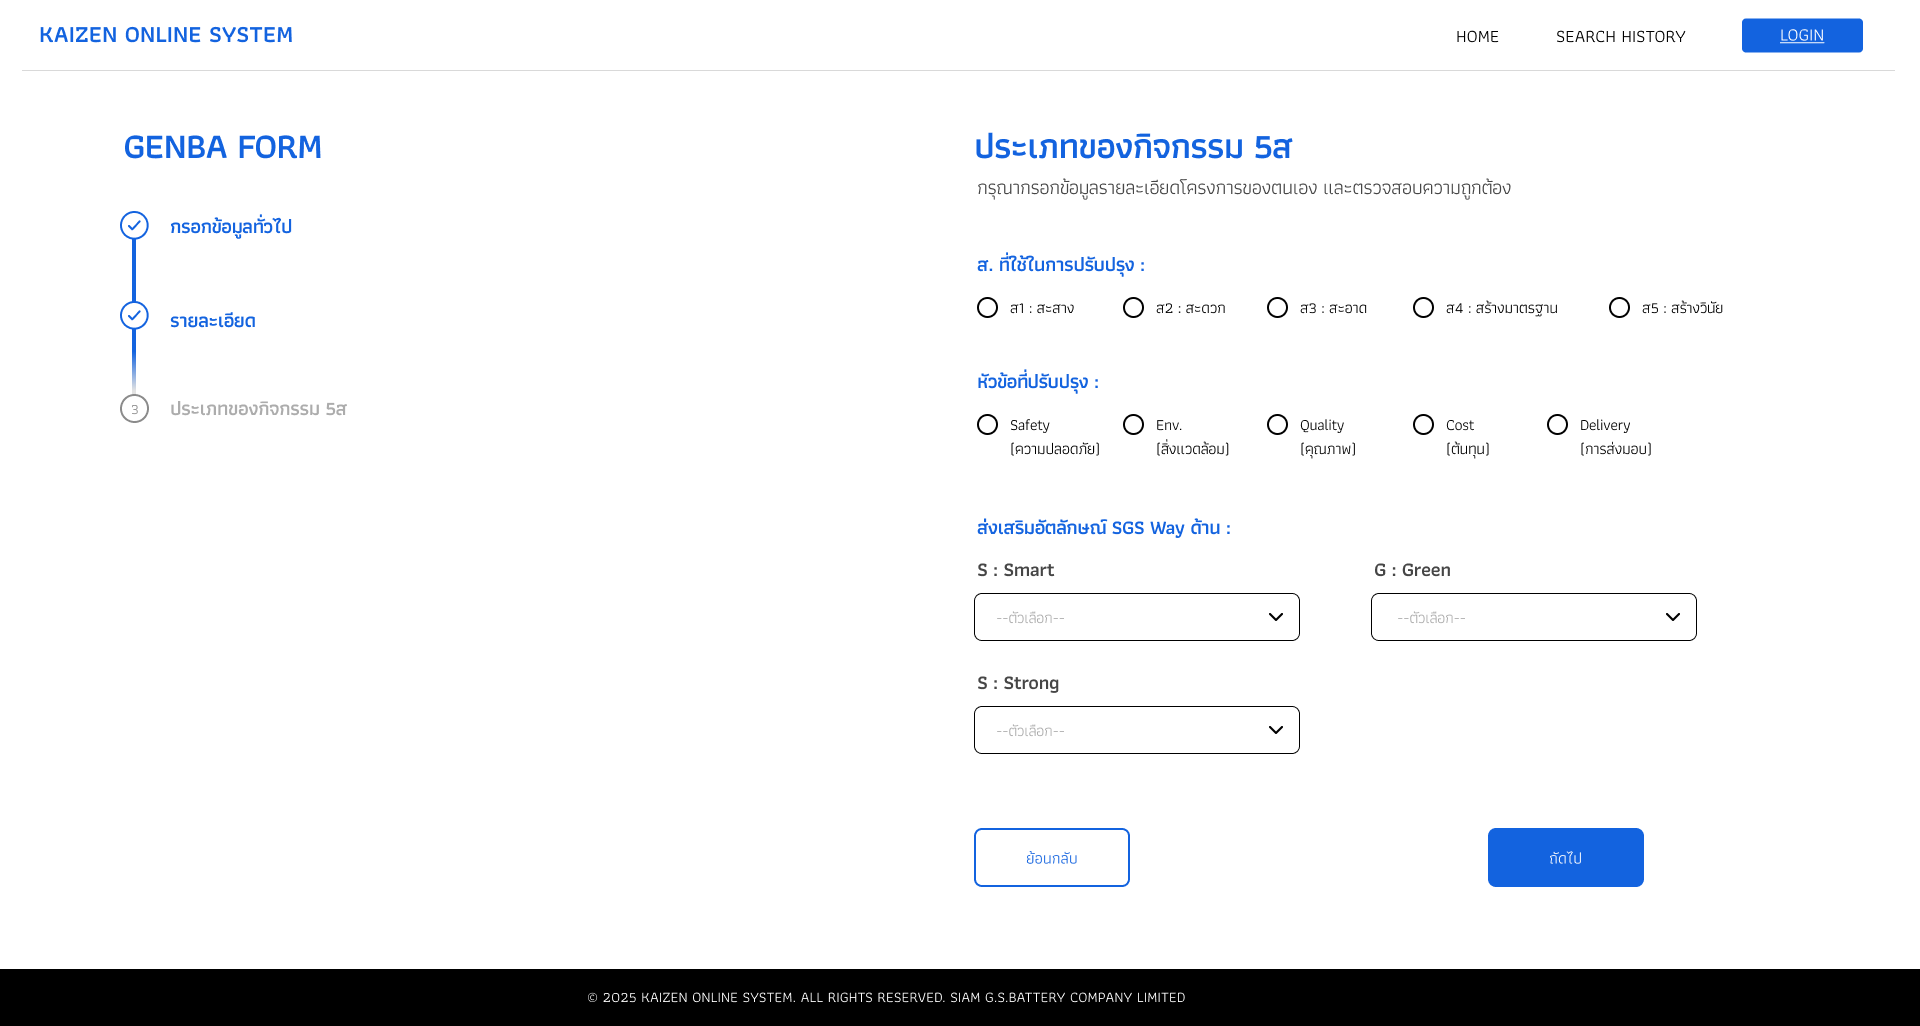 KAIZEN ONLINE SYSTEM
HOME
SEARCH HISTORY
LOGIN
GENBA FORM
กรอกข้อมูลทั่วไป
รายละเอียด
3
ประเภทของกิจกรรม 5ส
ประเภทของกิจกรรม 5ส
กรุณากรอกข้อมูลรายละเอียดโครงการของตนเอง และตรวจสอบความถูกต้อง
ส. ที่ใช้ในการปรับปรุง :
ส1 : สะสาง
ส2 : สะดวก
ส3 : สะอาด
ส4 : สร้างมาตรฐาน
ส5 : สร้างวินัย
หัวข้อที่ปรับปรุง :
Safety
(ความปลอดภัย)
Env.
(สิ่งแวดล้อม)
Quality
(คุณภาพ)
Cost
(ต้นทุน)
Delivery
(การส่งมอบ)
ส่งเสริมอัตลักษณ์ SGS Way ด้าน :
S : Smart
--ตัวเลือก--
G : Green
--ตัวเลือก--
S : Strong
--ตัวเลือก--
ย้อนกลับ
ถัดไป
© 2025 KAIZEN ONLINE SYSTEM. ALL RIGHTS RESERVED. SIAM G.S.BATTERY COMPANY LIMITED